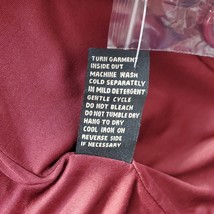 TURN GARMENT
INSIDE OUT
MACHINE WASH
COLD SEPARATELY
IN MILD DETERGENT
GENTLE CYCLE
DO NOT BLEACH
DO NOT TUMBLE DRY
HANG TO DRY
COOL IRON ON
REVERSE SIDE
IF NECESSARY